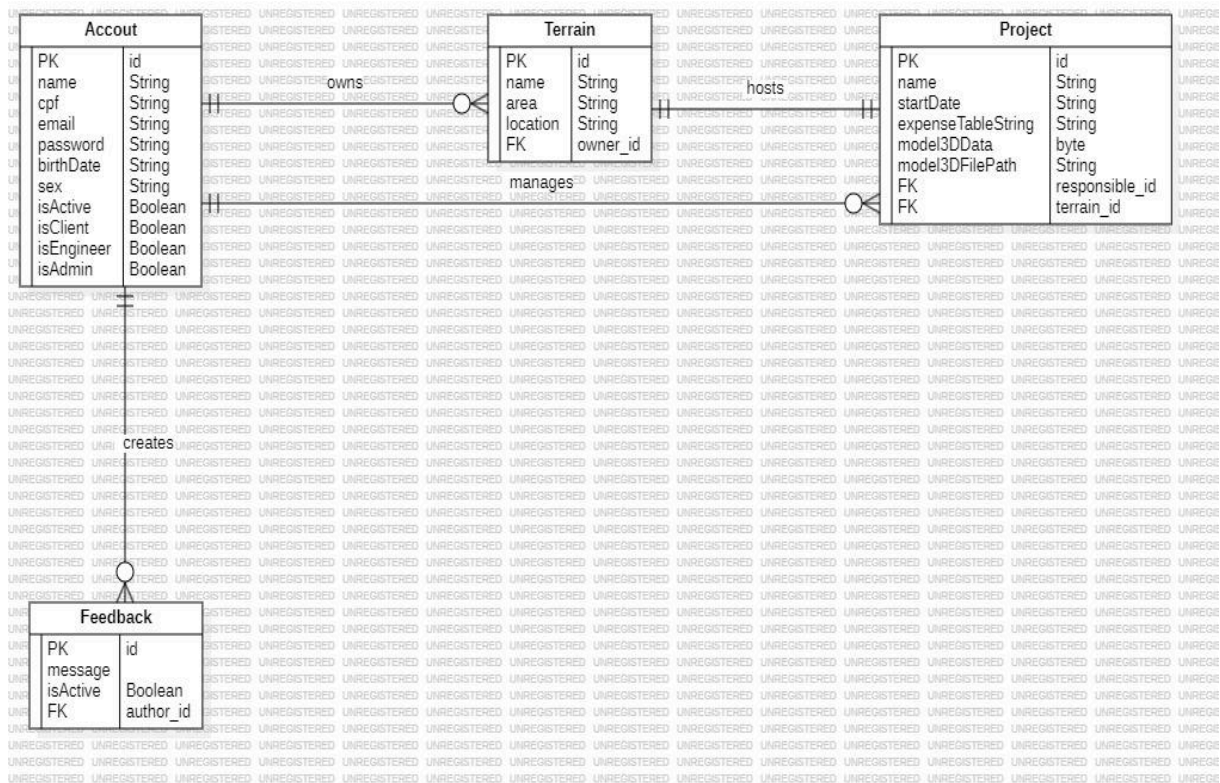 Accout
PK id
name String
cpf String
email String
password String
birthDate String
sex String
isActive Boolean
isClient Boolean
isEngineer Boolean
isAdmin Boolean
owns
Terrain
PK id
name String
area String
location String
FK owner_id
hosts
Project
PK id
name String
startDate String
expenseTableString String
model3DData byte
model3DFilePath String
FK responsible_id
FK terrain_id
manages
creates
Feedback
PK id
message
isActive Boolean
FK author_id
UNREGISTERED